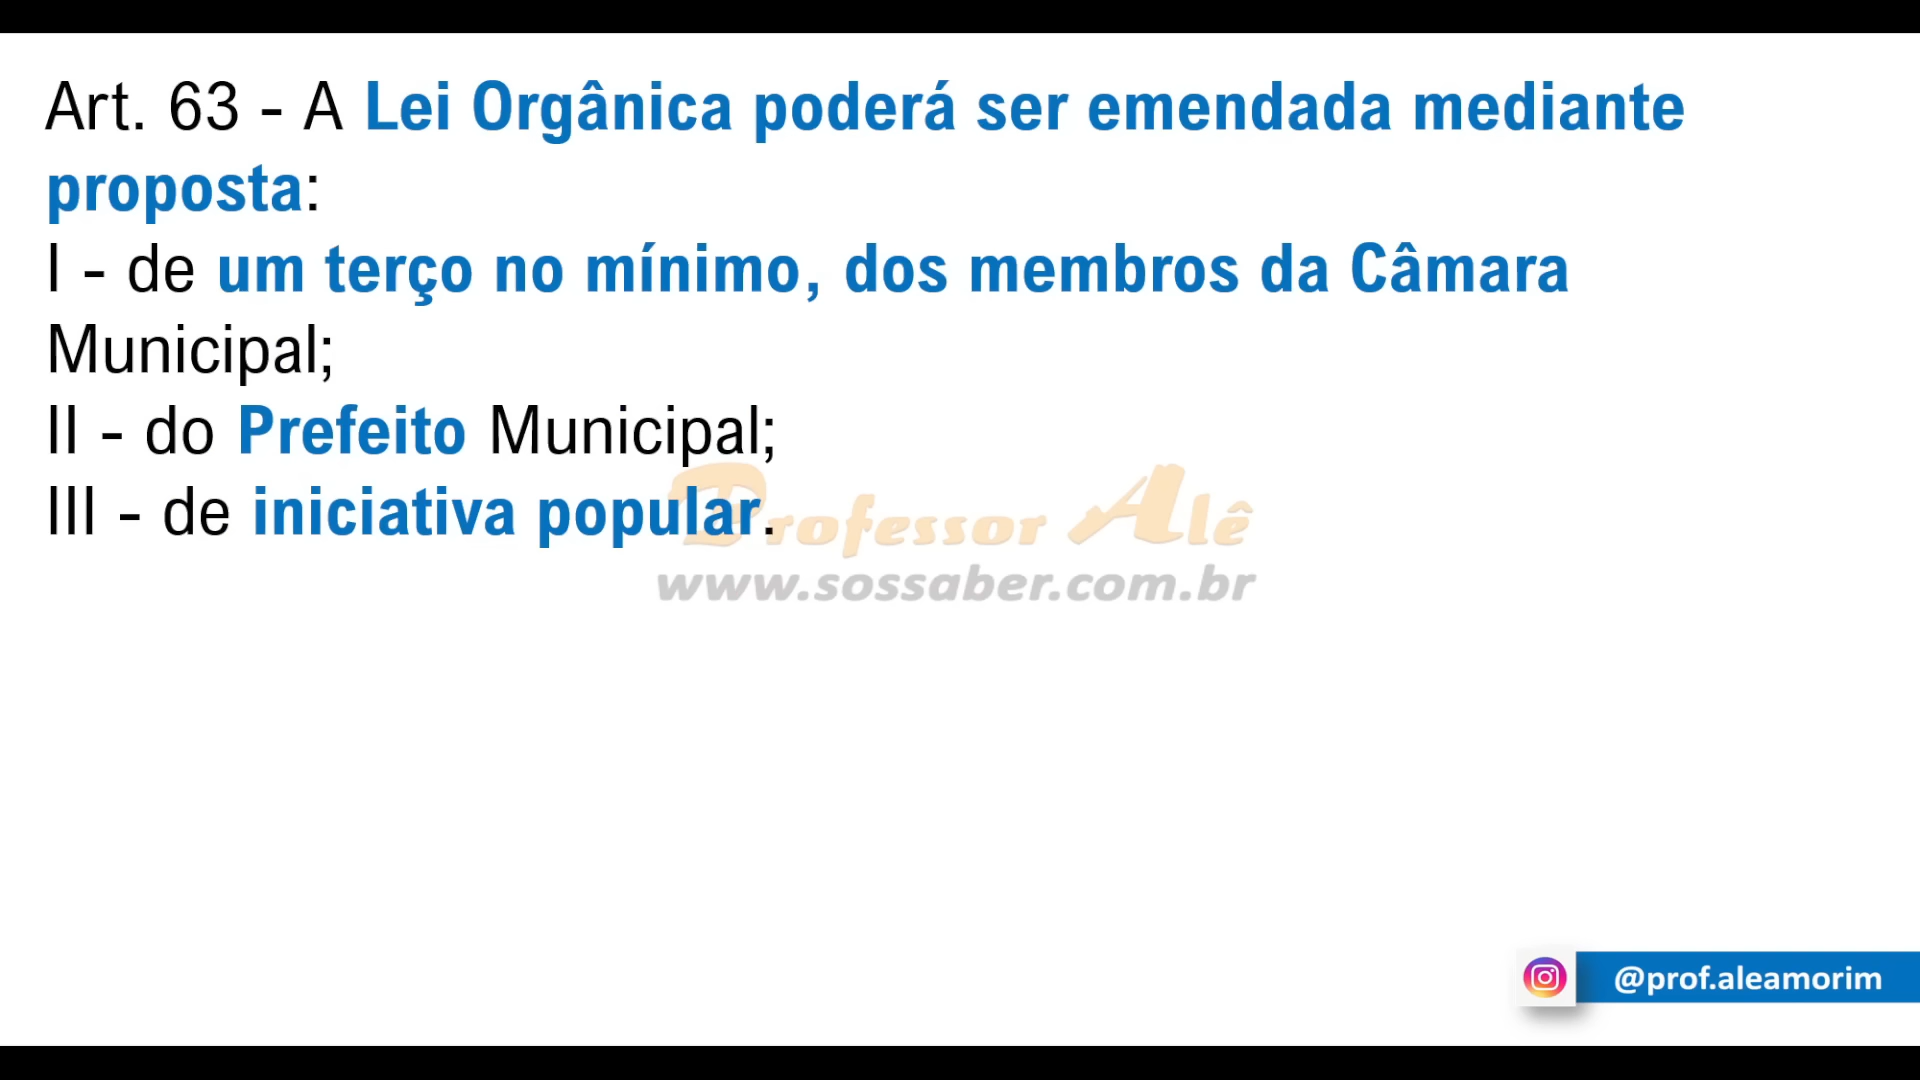 Art. 63 - A Lei Orgânica poderá ser emendada mediante
proposta:
I - de um terço no mínimo, dos membros da Câmara
Municipal;
II - do Prefeito Municipal;
III - de iniciativa popular.
Professor Alê
www.sossaber.com.br
@prof.aleamorim